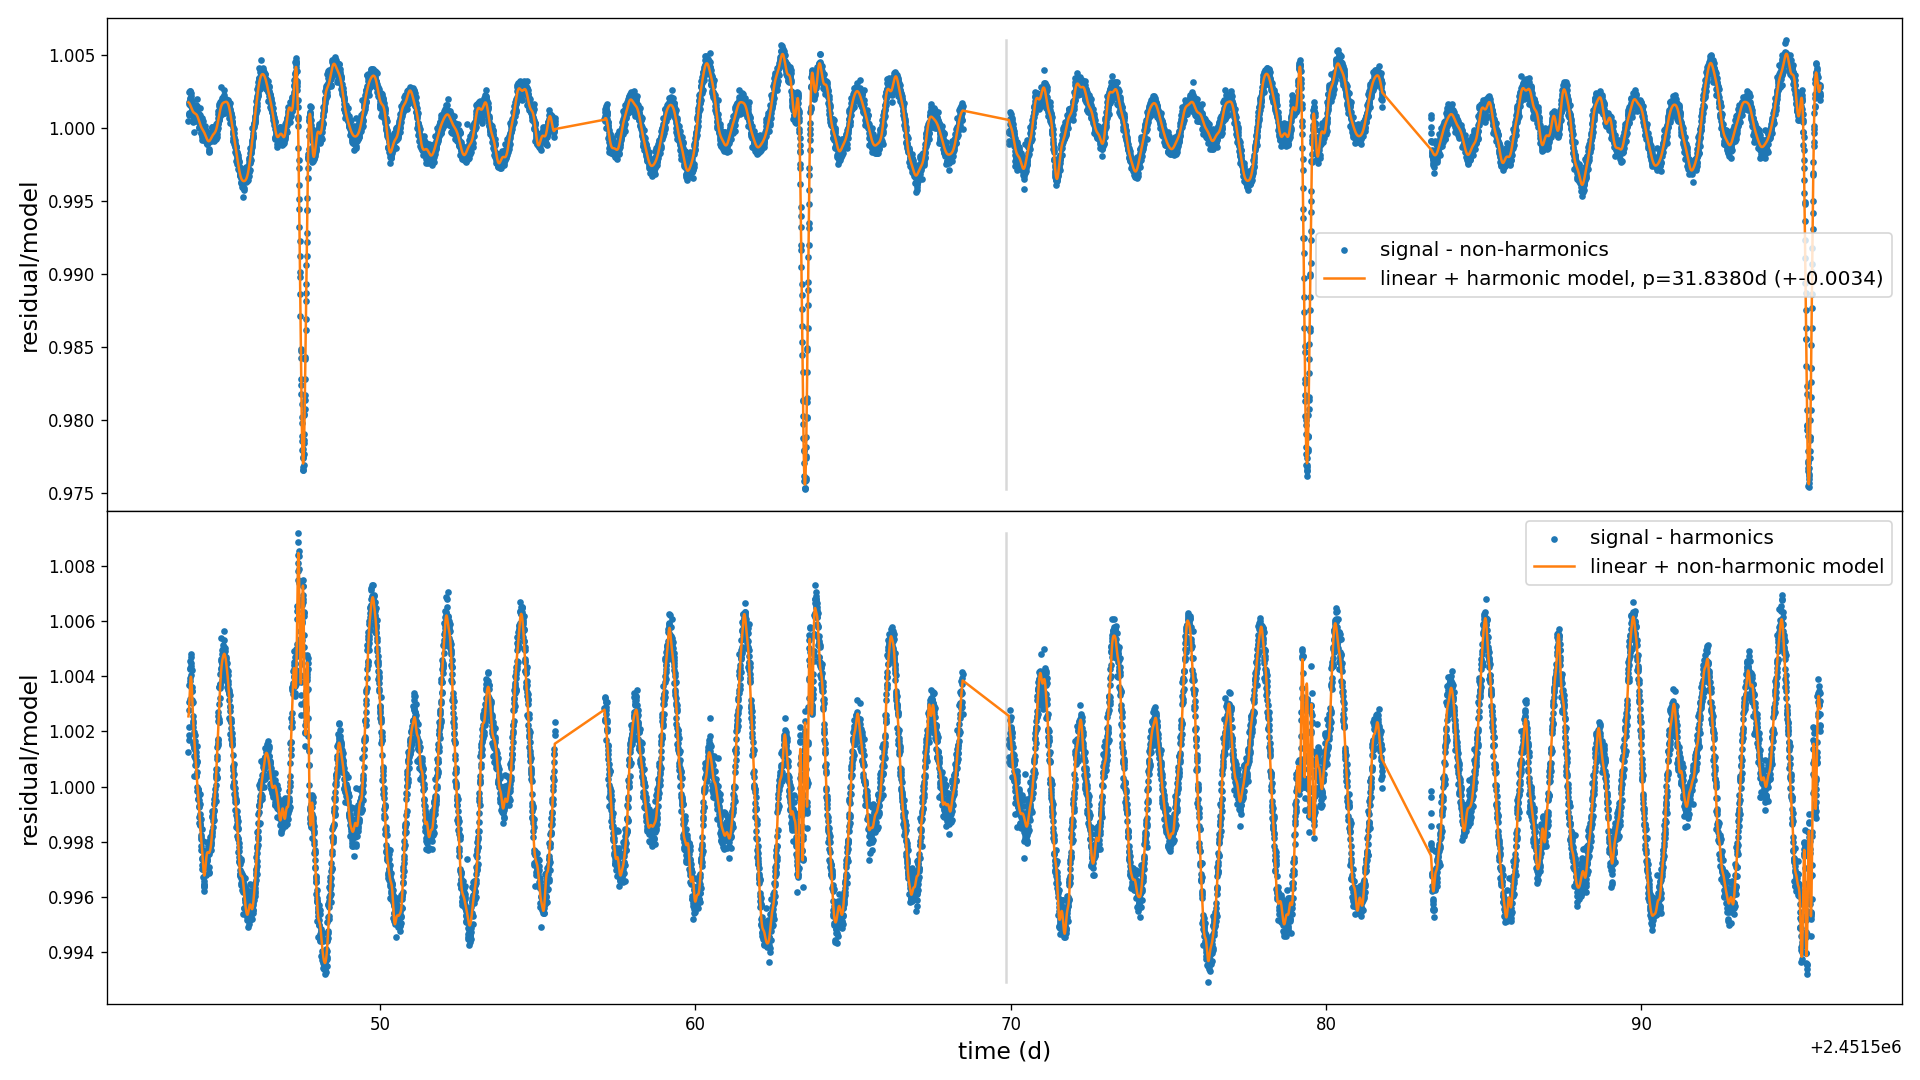 1.005
1.000
0.995
0.990
0.985
0.980
0.975
residual/model
signal - non-harmonics
linear + harmonic model, p=31.8380d (+-0.0034)
1.008
1.006
1.004
1.002
1.000
0.998
0.996
0.994
residual/model
signal - harmonics
linear + non-harmonic model
50 60 70 80 90
time (d)
+2.4515e6